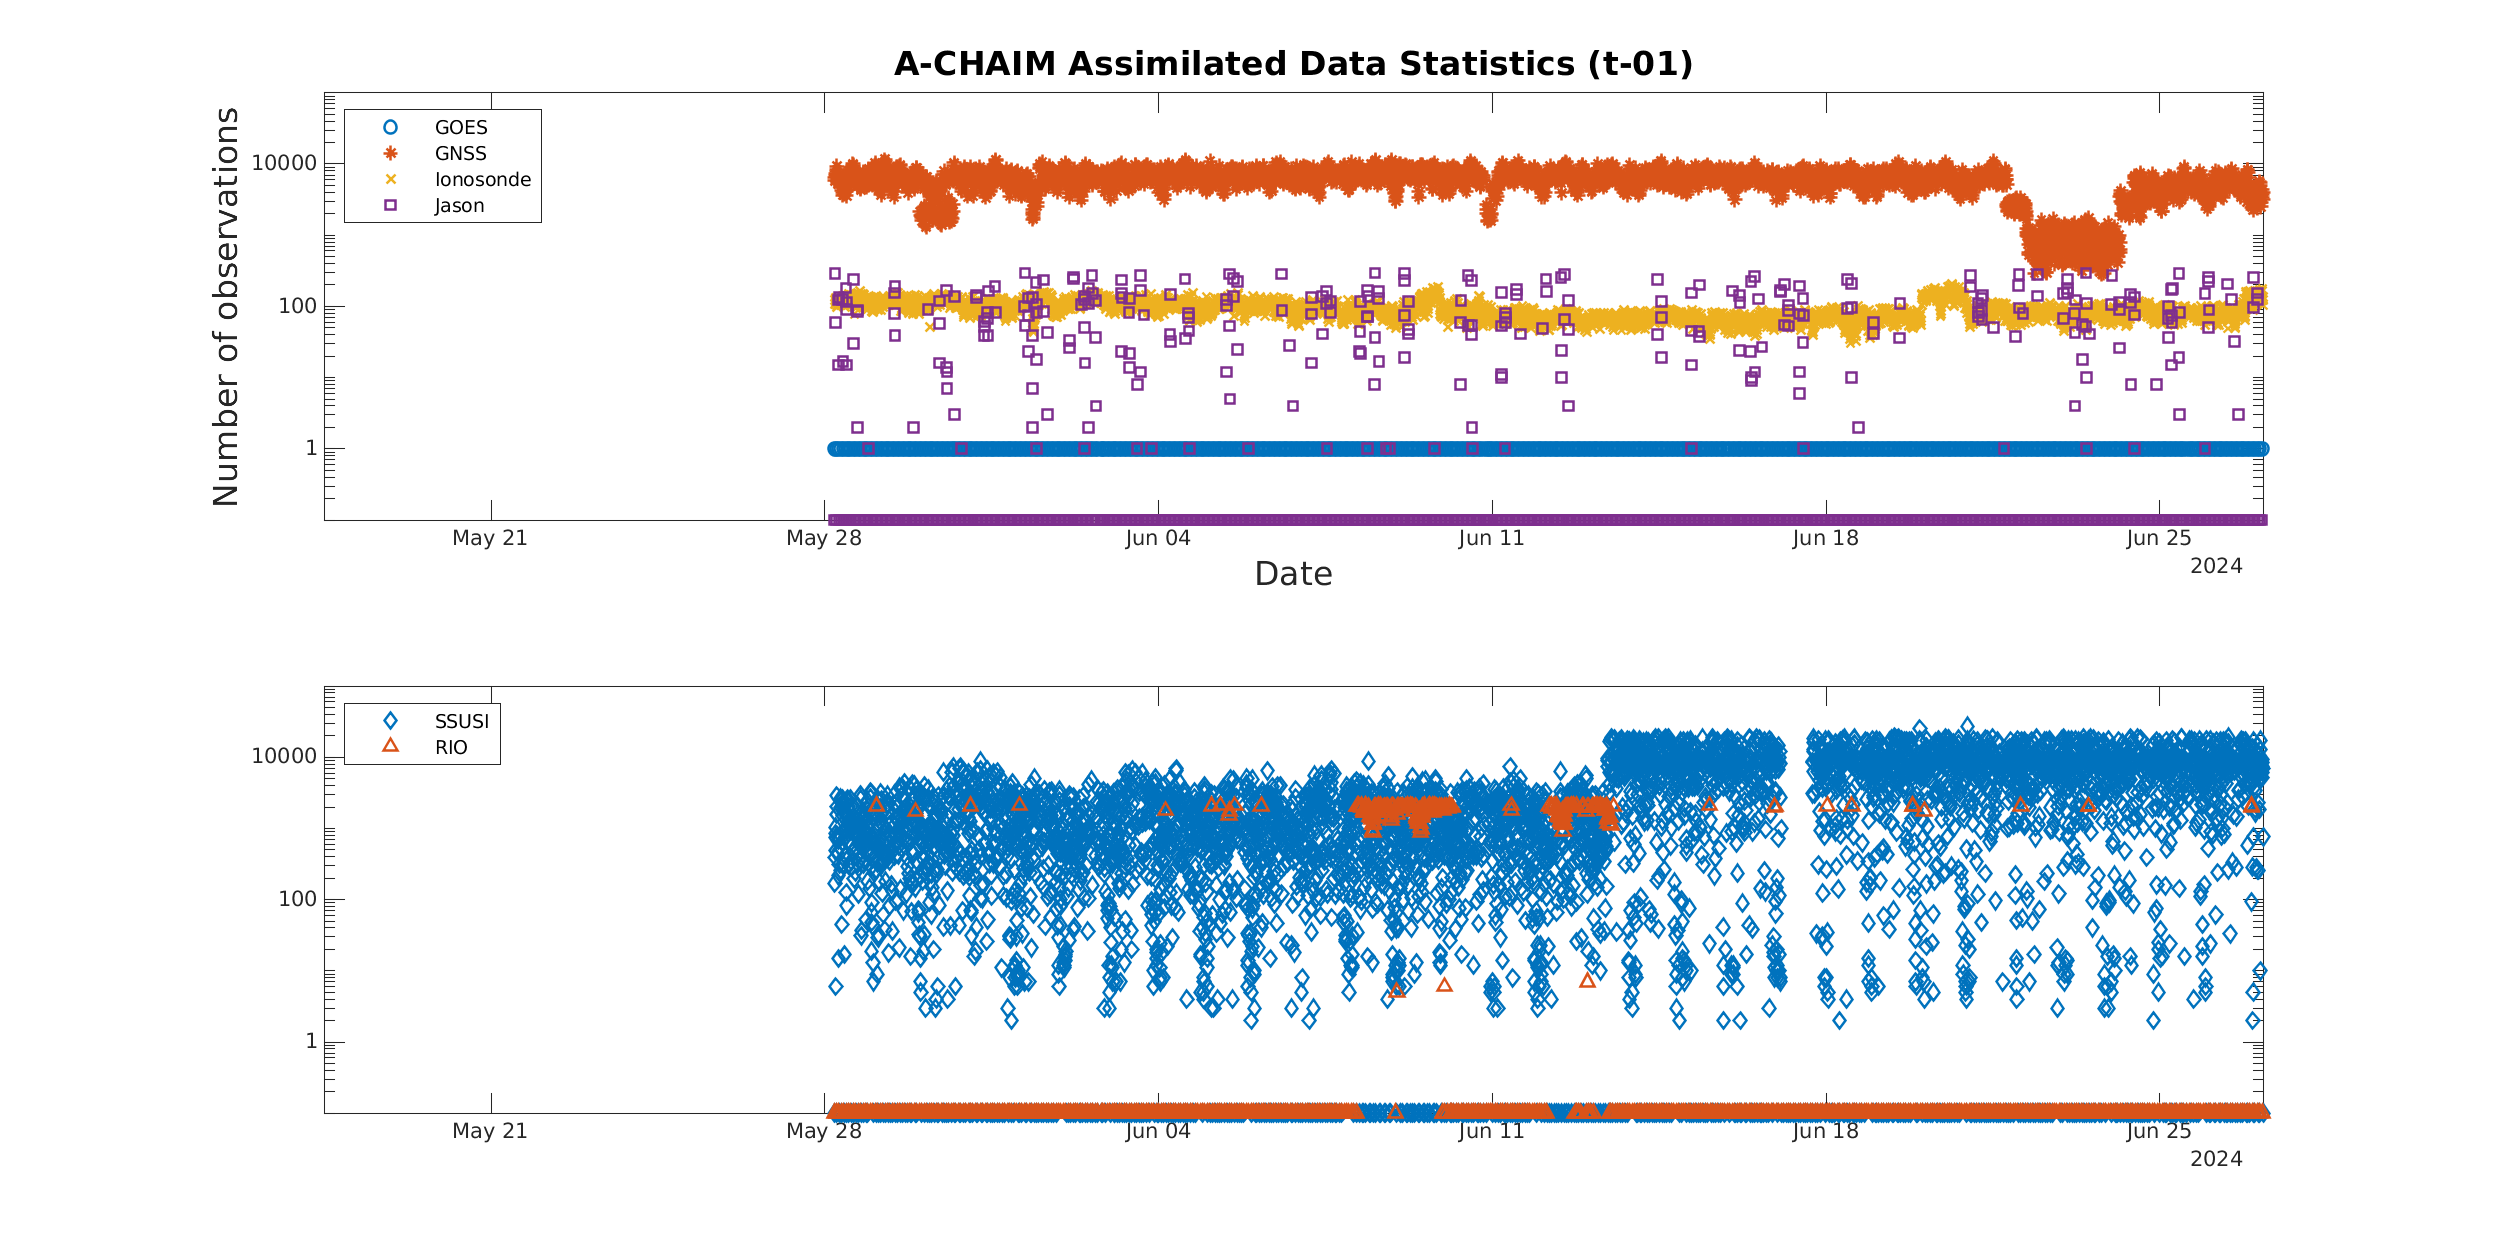 A-CHAIM Assimilated Data Statistics (t-01)
Number of observations
10000
100
1
GOES
GNSS
Ionosonde
Jason
May 21
May 28
Jun 04
Jun 11
Jun 18
Jun 25
2024
Date
10000
100
1
SSUSI
RIO
May 21
May 28
Jun 04
Jun 11
Jun 18
Jun 25
2024